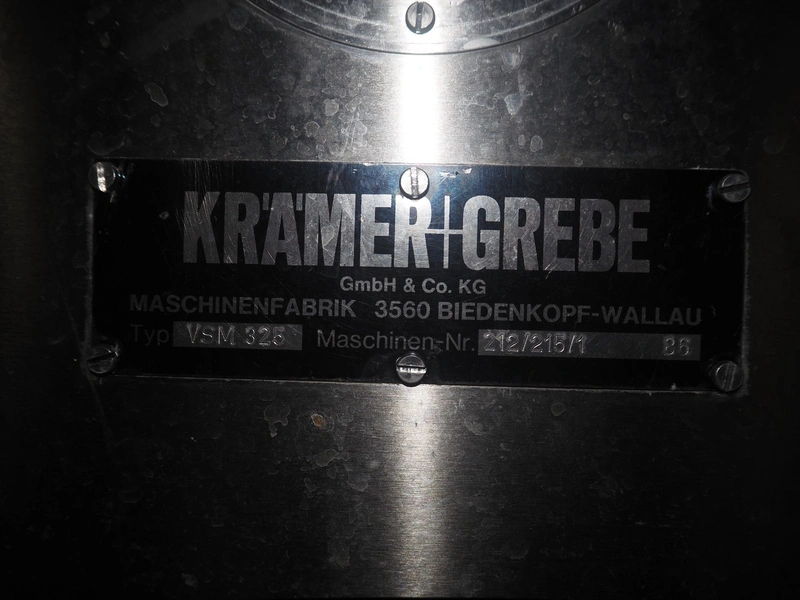 KRÄMER+GREBE
GmbH & Co. KG
MASCHINENFABRIK 3560 BIEDENKOPF-WALLAU
Typ VSM 325 Maschinen-Nr. 212/215/1 86